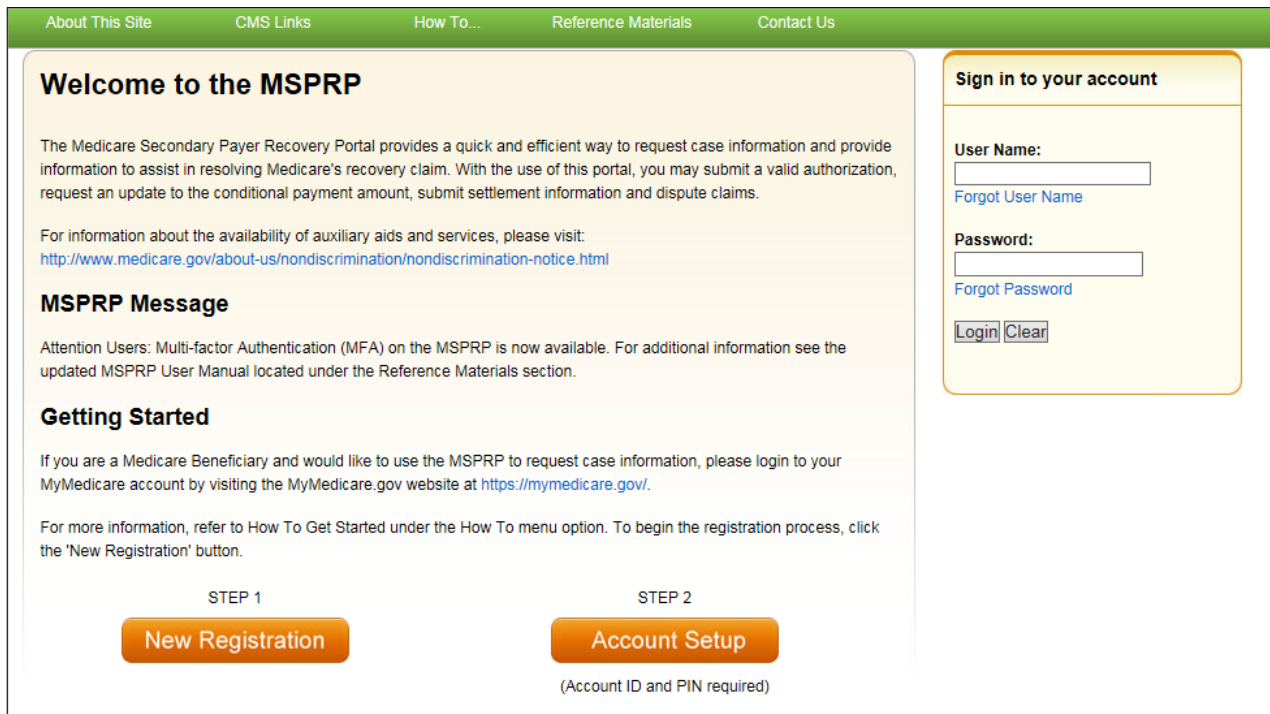 About This Site CMS Links How To... Reference Materials Contact Us
Welcome to the MSPRP
The Medicare Secondary Payer Recovery Portal provides a quick and efficient way to request case information and provide
information to assist in resolving Medicare's recovery claim. With the use of this portal, you may submit a valid authorization,
request an update to the conditional payment amount, submit settlement information and dispute claims.
For information about the availability of auxiliary aids and services, please visit:
http://www.medicare.gov/about-us/nondiscrimination/nondiscrimination-notice.html
MSPRP Message
Attention Users: Multi-factor Authentication (MFA) on the MSPRP is now available. For additional information see the
updated MSPRP User Manual located under the Reference Materials section.
Getting Started
If you are a Medicare Beneficiary and would like to use the MSPRP to request case information, please login to your
MyMedicare account by visiting the MyMedicare.gov website at https://mymedicare.gov/.
For more information, refer to How To Get Started under the How To menu option. To begin the registration process, click
the 'New Registration' button.
STEP 1
New Registration
STEP 2
Account Setup
(Account ID and PIN required)
Sign in to your account
User Name:
Forgot User Name
Password:
Forgot Password
Login Clear